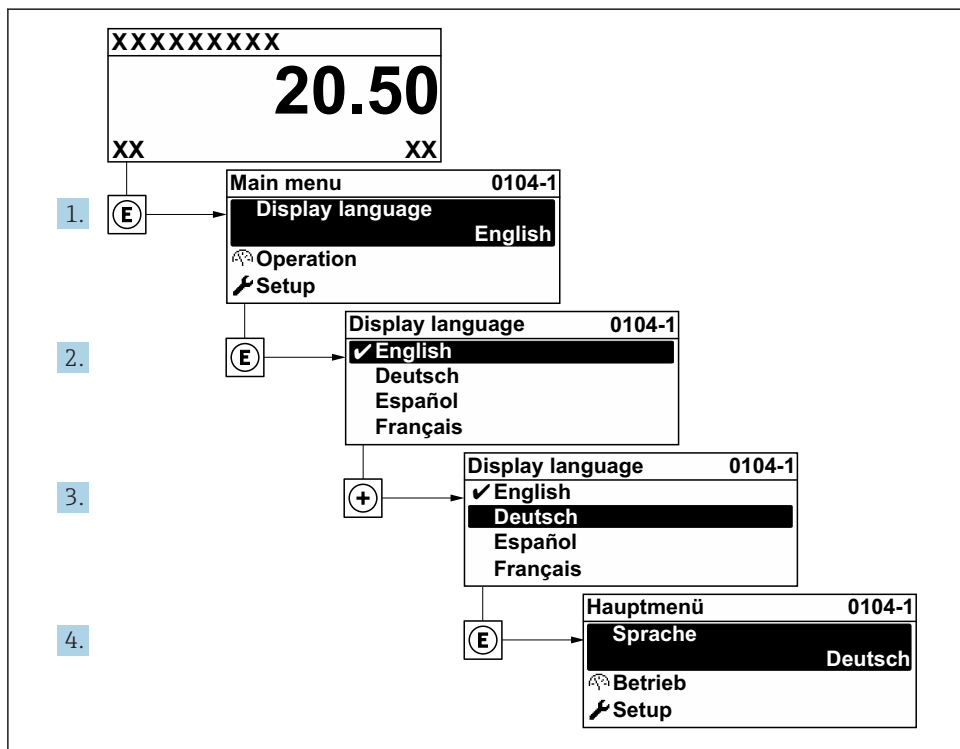 XXXXXXXXX
20.50
XX XX
1. E
Main menu 0104-1
Display language
English
Operation
Setup
2. E
Display language 0104-1
✔ English
Deutsch
Español
Français
3. +
Display language 0104-1
✔ English
Deutsch
Español
Français
4. E
Hauptmenü 0104-1
Sprache
Deutsch
Betrieb
Setup